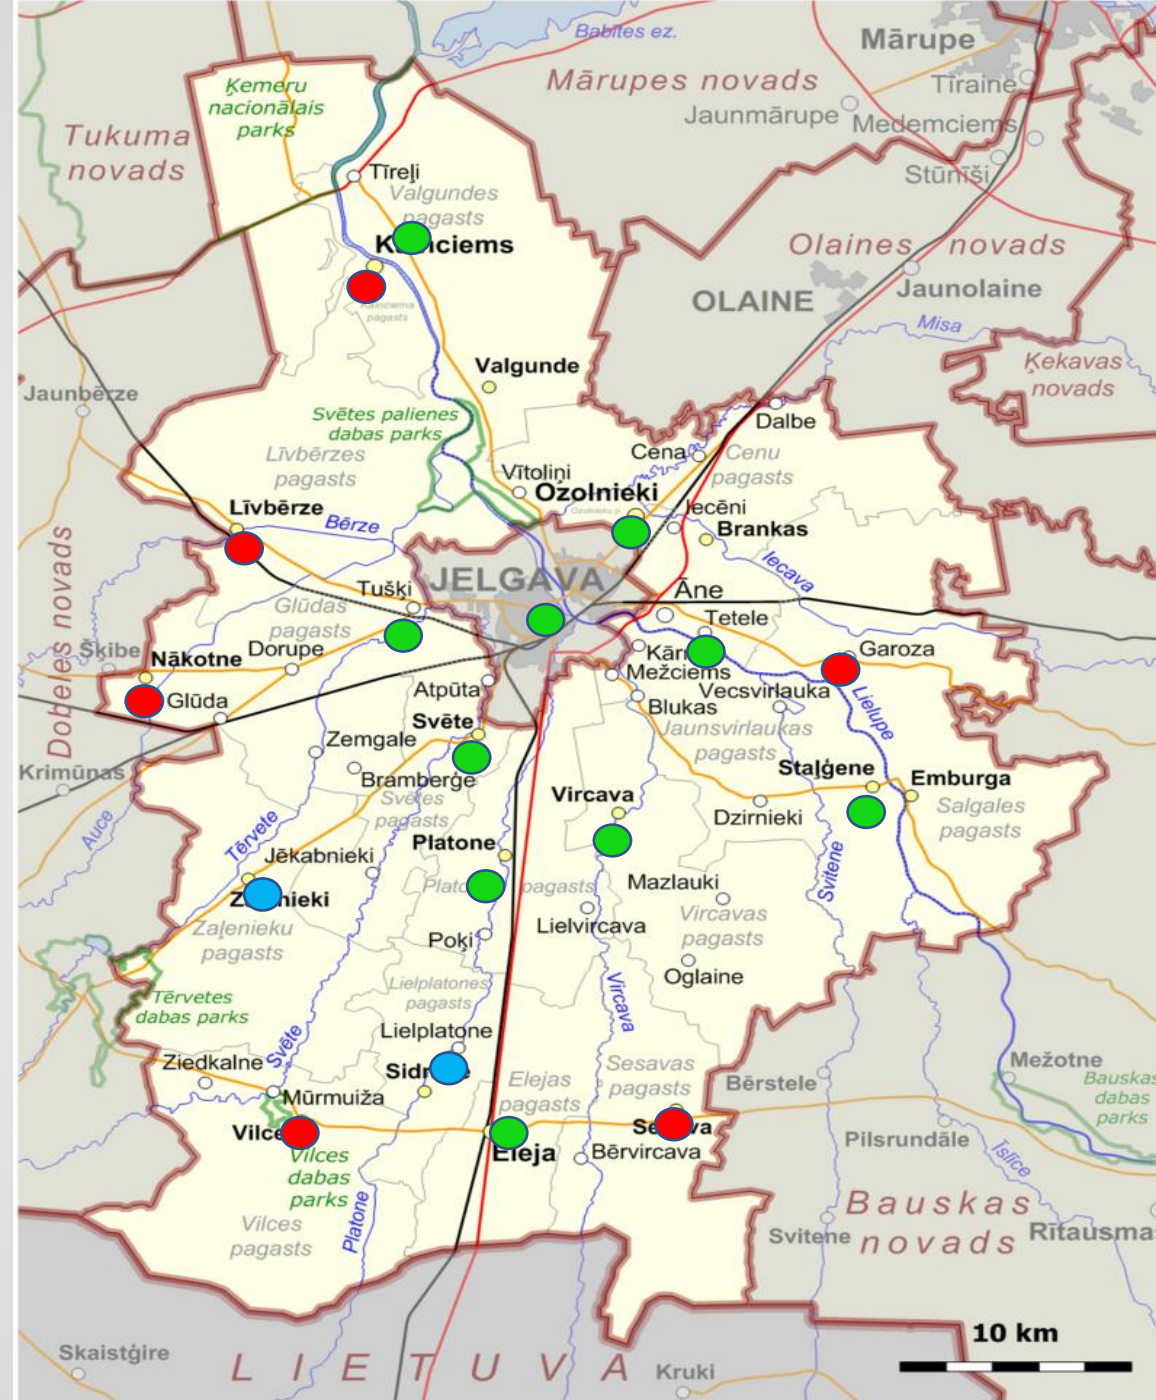 Babītes ez.
Mārupe
Mārupes novads
Tīraine
Ķemeru
nacionālais
parks
Jaunmārupe
Medemciems
Tukuma
novads
Stūnīši
Tīreļi
Valgundes
pagasts
Olaines novads
OLAINE
Jaunolaine
Kalnciema
pagasts
Misa
Ķekavas
novads
Valgunde
Jaunbērze
Svētes palienes
dabas parks
Dalbe
Līvbērzes
pagasts
Cena
Cenu
pagasts
Vītoliņi
Ozolnieki
Ozolnieku p.
Iecēni
Līvbērze
Bērze
Brankas
Iecava
JELGAVA
Dobeles novads
Tušķi
Āne
Glūdas
pagasts
Tetele
Šķibe
Nākotne
Dorupe
Garoza
Mežciems
Glūda
Atpūta
Vecsvirlauka
Blukas
Lielupe
Svēte
Jaunsvirlaukas
pagasts
Zemgale
Krimūnas
Bramberģe
Staļģene
Emburga
Svētes
pagasts
Vircava
Salgales
pagasts
Dzirnieki
Auce
Tērvete
Platone
Jēkabnieki
Svitene
pagasts
Mazlauki
Zaļenieku
pagasts
Lielvircava
Vircavas
pagasts
Poķi
Oglaine
Lielplatones
pagasts
Vircava
Tērvetes
dabas parks
Lielplatone
Svēte
Ziedkalne
Sesavas
pagasts
Mežotne
Elejas
pagasts
Bērstele
Bauskas
dabas
parks
Mūrmuiža
Pilsrundāle
Eleja
Bērvircava
Vilces
dabas
parks
Īslīce
Platone
Bauskas
novads
Vilces
pagasts
Svitene
10 km
Skaistģire
LIETUVA
Kruki